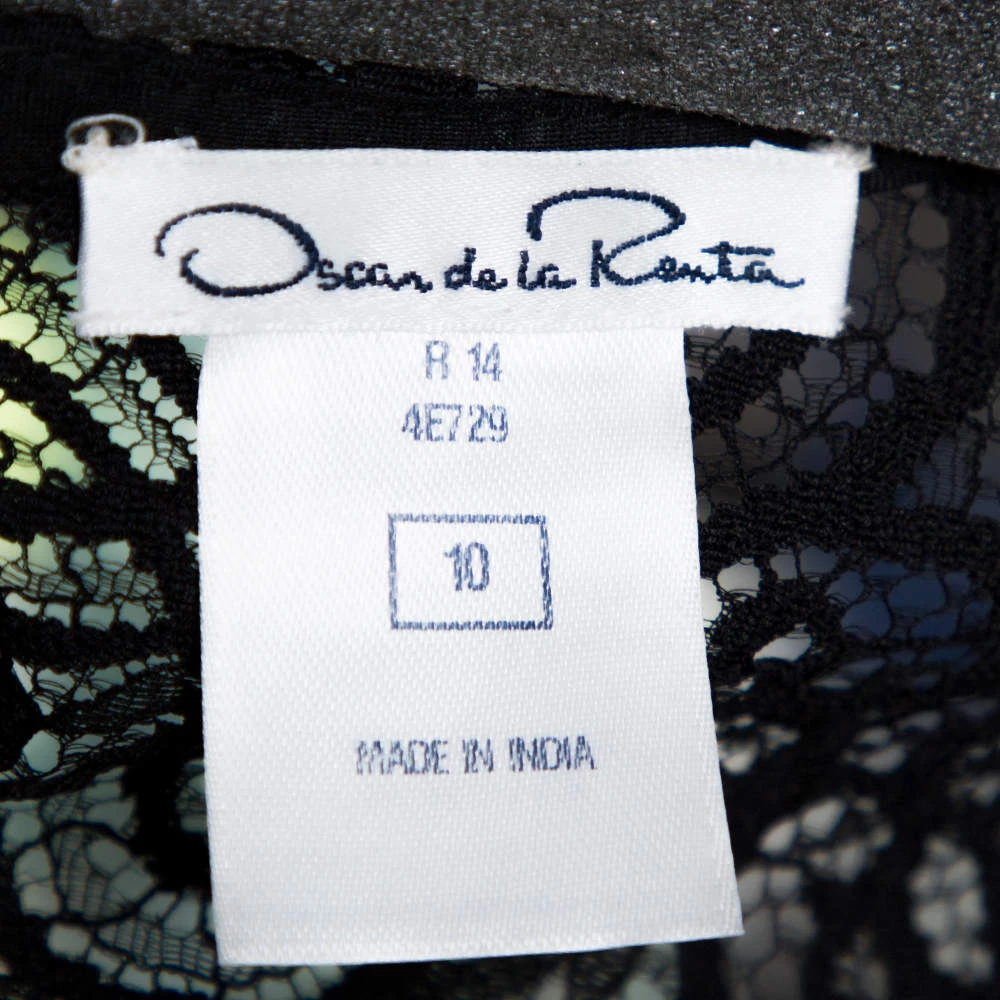 Oscar de la Renta
R 14
4E729
10
MADE IN INDIA